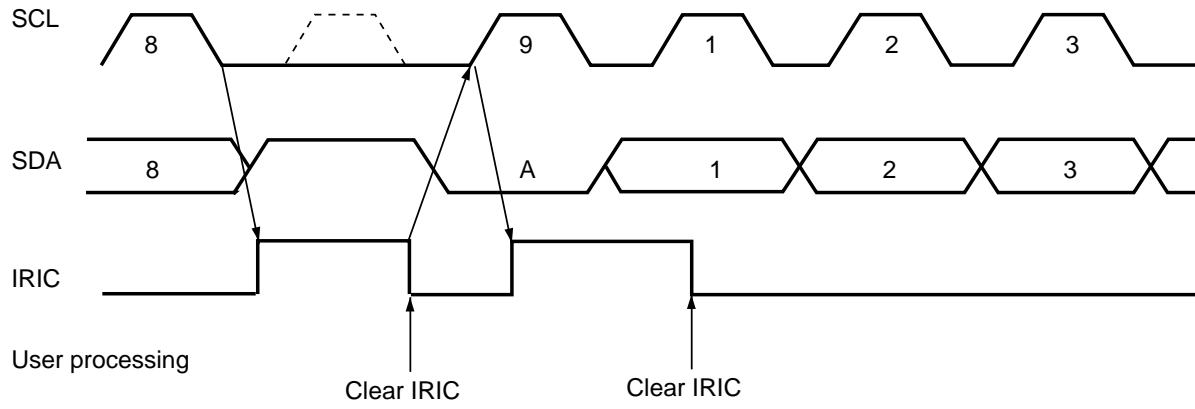 SCL 8 9 1 2 3
SDA 8 A 1 2 3
IRIC
User processing
Clear IRIC Clear IRIC